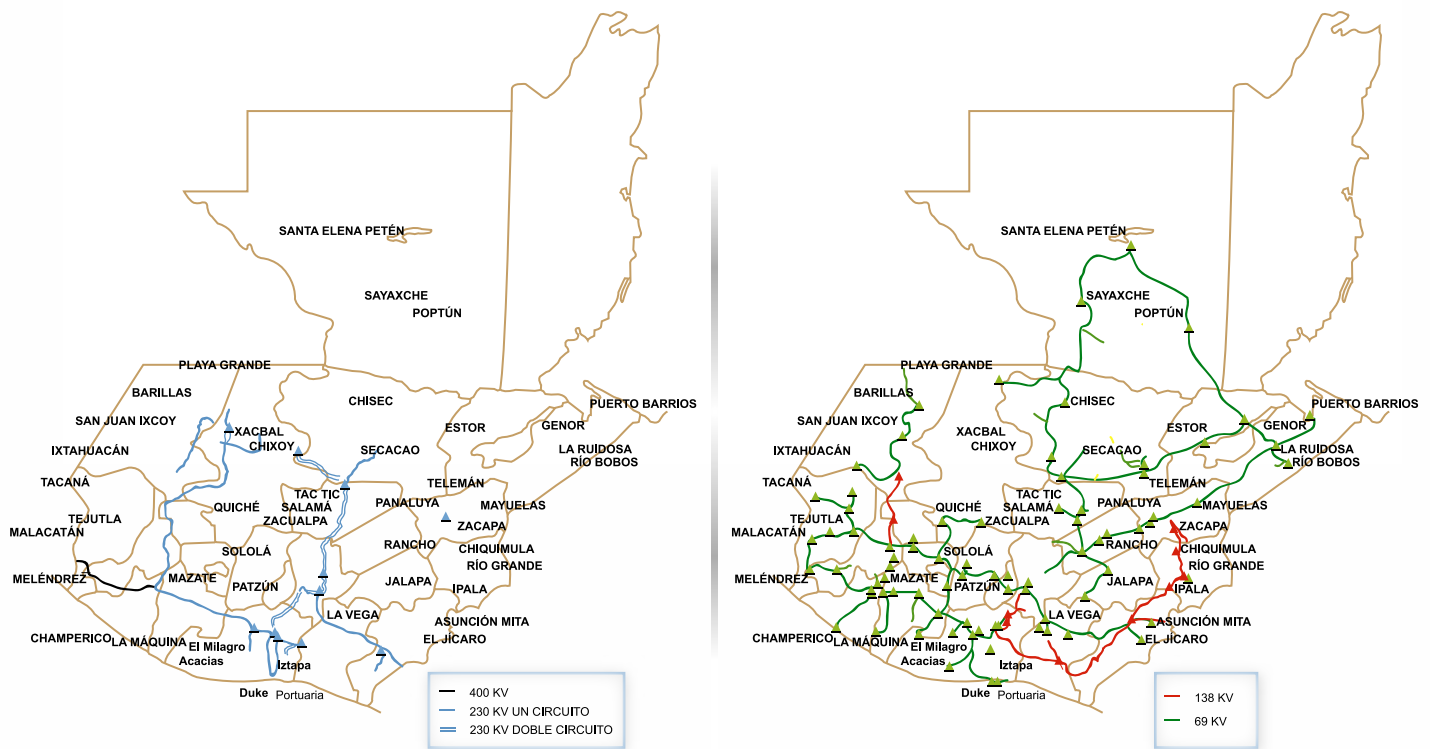 SANTA ELENA PETÉN
SAYAXCHE
POPTÚN
PLAYA GRANDE
BARILLAS
SAN JUAN IXCOY
IXTAHUACÁN
TACANÁ
TEJUTLA
MALACATÁN
MELÉNDREZ
CHAMPERICO
LA MÁQUINA
XACBAL
CHIXOY
SECACAO
CHISEC
ESTOR
GENOR
PUERTO BARRIOS
LA RUIDOSA
RÍO BOBOS
TELEMÁN
TAC TIC
SALAMÁ
ZACUALPA
QUICHÉ
PANALUYA
MAYUELAS
ZACAPA
RANCHO
CHIQUIMULA
RÍO GRANDE
SOLOLÁ
MAZATE
PATZÚN
JALAPA
IPALA
LA VEGA
ASUNCIÓN MITA
EL JÍCARO
El Milagro
Acacias
Iztapa
Duke
Portuaria
400 KV
230 KV UN CIRCUITO
230 KV DOBLE CIRCUITO
SANTA ELENA PETÉN
SAYAXCHE
POPTÚN
PLAYA GRANDE
BARILLAS
SAN JUAN IXCOY
IXTAHUACÁN
TACANÁ
TEJUTLA
MALACATÁN
MELÉNDREZ
CHAMPERICO
LA MÁQUINA
XACBAL
CHIXOY
SECACAO
CHISEC
ESTOR
GENOR
PUERTO BARRIOS
LA RUIDOSA
RÍO BOBOS
TELEMÁN
TAC TIC
SALAMÁ
ZACUALPA
QUICHÉ
PANALUYA
MAYUELAS
ZACAPA
RANCHO
CHIQUIMULA
RÍO GRANDE
SOLOLÁ
MAZATE
PATZÚN
JALAPA
IPALA
LA VEGA
ASUNCIÓN MITA
EL JÍCARO
El Milagro
Acacias
Iztapa
Duke
Portuaria
138 KV
69 KV